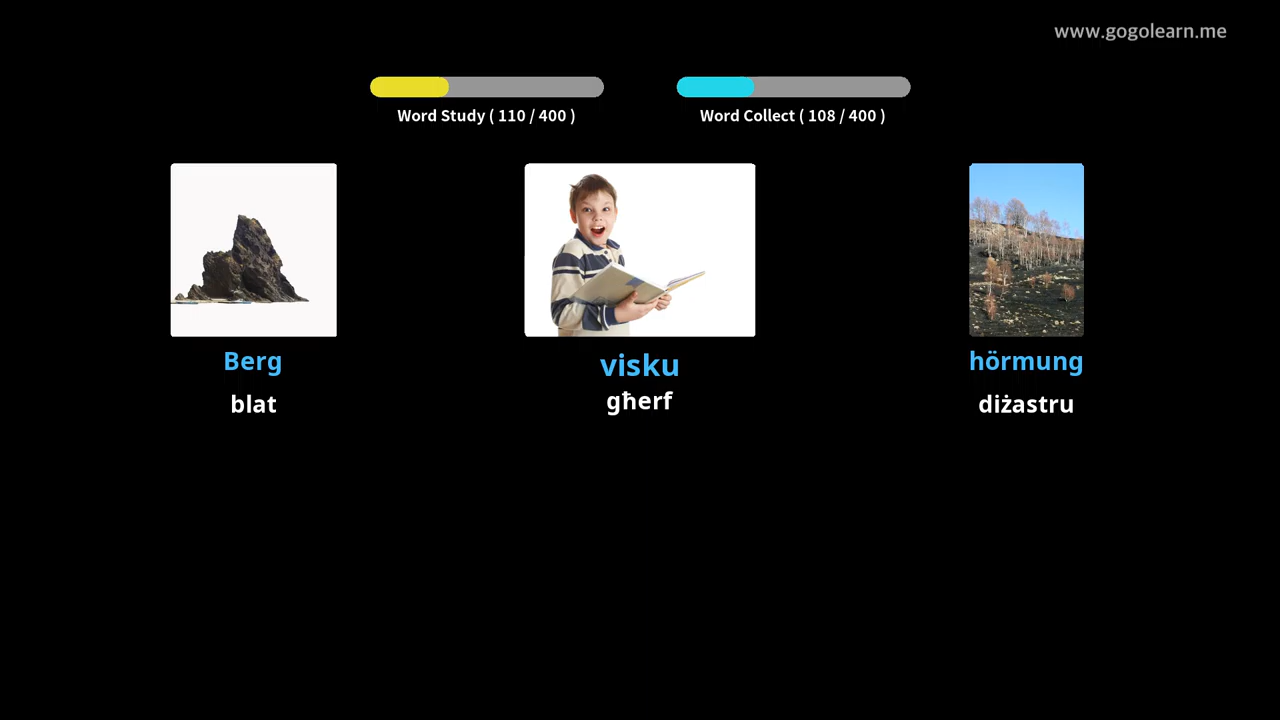 www.gogolearn.me
Word Study ( 110 / 400 )
Word Collect ( 108 / 400 )
Berg
blat
visku
għerf
hörmung
diżastru